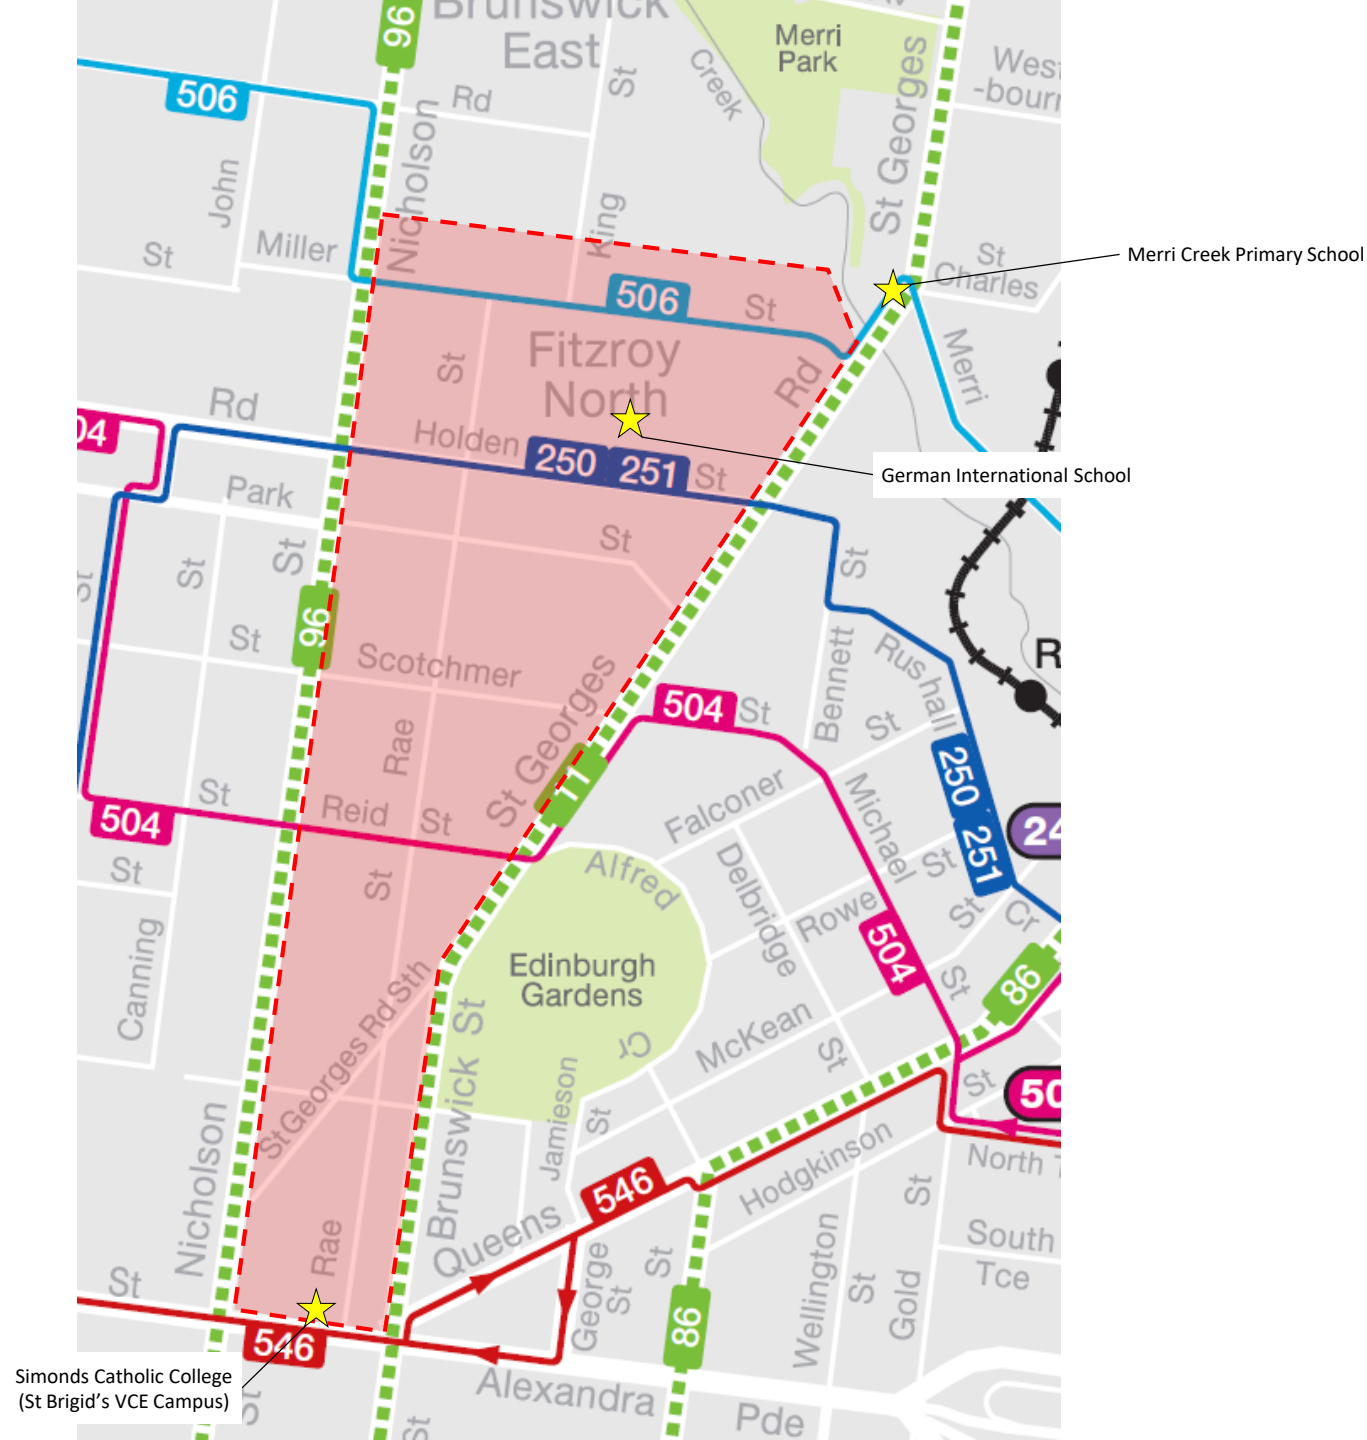 Brunswick
East
96
Merri
Park
506
Rd
St
Creek
St Georges
West
-bourn
John
Nicholson
King
St
Miller
St
Charles
Merri Creek Primary School
506
St
Merri
Fitzroy
North
St
Rd
04
Rd
Holden
250
251
St
German International School
Park
St
St
St
St
St
96
St
Scotchmer
Bennett
Rushall
R
504
St
St
Rae
St Georges
11
250
251
St
504
Reid
St
Falconer
Michael
24
St
St
Alfred
Delbridge
St
Rowe
St
Cr
Canning
504
Edinburgh
Gardens
St
86
St Georges Rd Sth
Brunswick St
Cr
McKean
St
St
50
Nicholson
Jamieson
St
Hodgkinson
North T
546
St
Queens
South
Tce
Rae
St
George
St
St
Wellington
St
Gold
546
86
Simonds Catholic College
(St Brigid's VCE Campus)
St
Alexandra
Pde
St